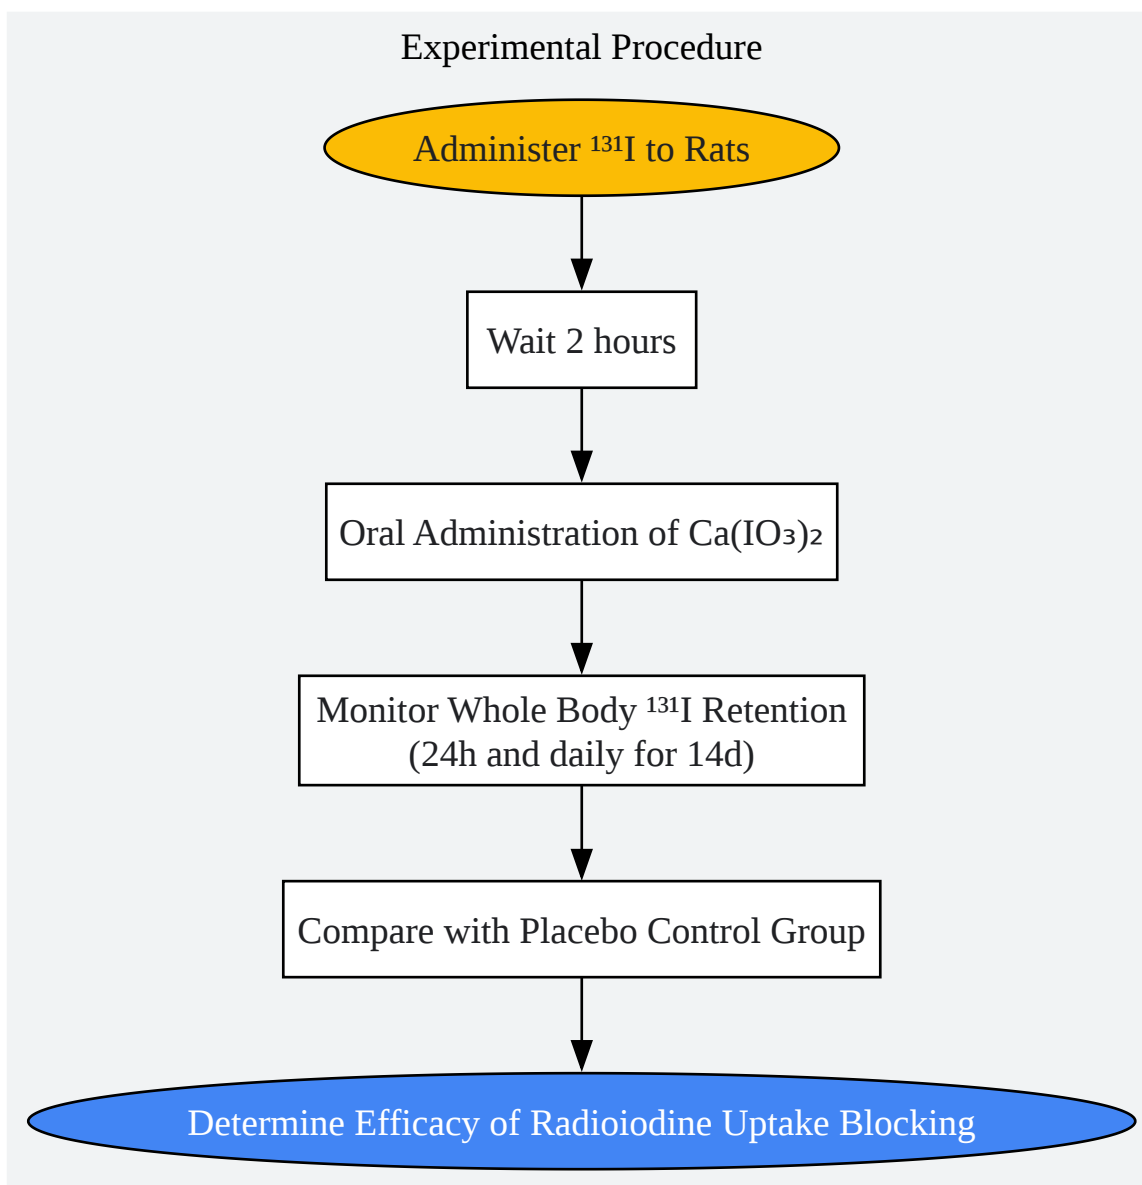 Experimental Procedure
Administer ¹³¹I to Rats
Wait 2 hours
Oral Administration of Ca(IO₃)₂
Monitor Whole Body ¹³¹I Retention
(24h and daily for 14d)
Compare with Placebo Control Group
Determine Efficacy of Radioiodine Uptake Blocking